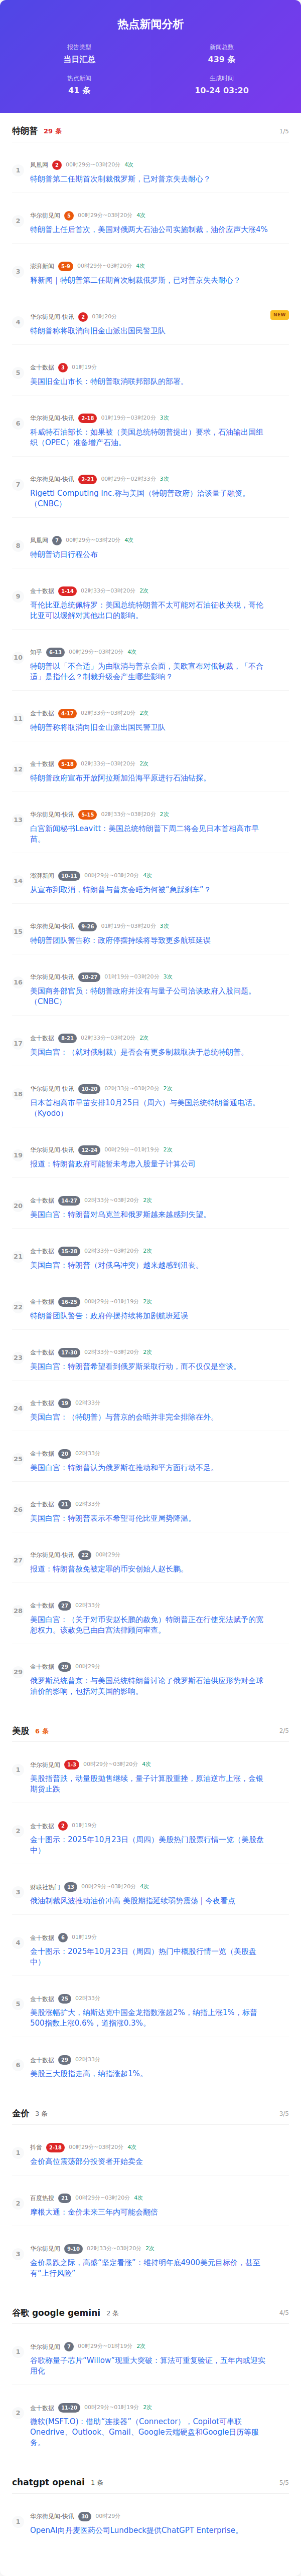 热点新闻分析
报告类型
当日汇总
新闻总数
439 条
热点新闻
41 条
生成时间
10-24 03:20
特朗普 29 条 1/5
1
凤凰网 2 00时29分~03时20分 4次
特朗普第二任期首次制裁俄罗斯，已对普京失去耐心？
2
华尔街见闻 5 00时29分~03时20分 4次
特朗普上任后首次，美国对俄两大石油公司实施制裁，油价应声大涨4%
3
澎湃新闻 5-9 00时29分~03时20分 4次
释新闻｜特朗普第二任期首次制裁俄罗斯，已对普京失去耐心？
4
华尔街见闻-快讯 2 03时20分 NEW
特朗普称将取消向旧金山派出国民警卫队
5
金十数据 3 01时19分
美国旧金山市长：特朗普取消联邦部队的部署。
6
华尔街见闻-快讯 2-18 01时19分~03时20分 3次
科威特石油部长：如果被（美国总统特朗普提出）要求，石油输出国组
织（OPEC）准备增产石油。
7
华尔街见闻-快讯 2-21 00时29分~02时33分 3次
Rigetti Computing Inc.称与美国（特朗普政府）洽谈量子融资。
（CNBC）
8
凤凰网 7 00时29分~03时20分 4次
特朗普访日行程公布
9
金十数据 1-14 02时33分~03时20分 2次
哥伦比亚总统佩特罗：美国总统特朗普不太可能对石油征收关税，哥伦
比亚可以缓解对其他出口的影响。
10
知乎 6-13 00时29分~03时20分 4次
特朗普以「不合适」为由取消与普京会面，美欧宣布对俄制裁，「不合
适」是指什么？制裁升级会产生哪些影响？
11
金十数据 4-17 02时33分~03时20分 2次
特朗普称将取消向旧金山派出国民警卫队
12
金十数据 5-18 02时33分~03时20分 2次
特朗普政府宣布开放阿拉斯加沿海平原进行石油钻探。
13
华尔街见闻-快讯 5-15 02时33分~03时20分 2次
白宫新闻秘书Leavitt：美国总统特朗普下周二将会见日本首相高市早
苗。
14
澎湃新闻 10-11 00时29分~03时20分 4次
从宣布到取消，特朗普与普京会晤为何被“急踩刹车”？
15
华尔街见闻-快讯 9-26 01时19分~03时20分 3次
特朗普团队警告称：政府停摆持续将导致更多航班延误
16
华尔街见闻-快讯 10-27 01时19分~03时20分 3次
美国商务部官员：特朗普政府并没有与量子公司洽谈政府入股问题。
（CNBC）
17
金十数据 8-21 02时33分~03时20分 2次
美国白宫：（就对俄制裁）是否会有更多制裁取决于总统特朗普。
18
华尔街见闻-快讯 10-20 02时33分~03时20分 2次
日本首相高市早苗安排10月25日（周六）与美国总统特朗普通电话。
（Kyodo）
19
华尔街见闻-快讯 12-24 00时29分~01时19分 2次
报道：特朗普政府可能暂未考虑入股量子计算公司
20
金十数据 14-27 02时33分~03时20分 2次
美国白宫：特朗普对乌克兰和俄罗斯越来越感到失望。
21
金十数据 15-28 02时33分~03时20分 2次
美国白宫：特朗普（对俄乌冲突）越来越感到沮丧。
22
金十数据 16-25 00时29分~01时19分 2次
特朗普团队警告：政府停摆持续将加剧航班延误
23
金十数据 17-30 02时33分~03时20分 2次
美国白宫：特朗普希望看到俄罗斯采取行动，而不仅仅是空谈。
24
金十数据 19 02时33分
美国白宫：（特朗普）与普京的会晤并非完全排除在外。
25
金十数据 20 02时33分
美国白宫：特朗普认为俄罗斯在推动和平方面行动不足。
26
金十数据 21 02时33分
美国白宫：特朗普表示不希望哥伦比亚局势降温。
27
华尔街见闻-快讯 22 00时29分
报道：特朗普赦免被定罪的币安创始人赵长鹏。
28
金十数据 27 02时33分
美国白宫：（关于对币安赵长鹏的赦免）特朗普正在行使宪法赋予的宽
恕权力。该赦免已由白宫法律顾问审查。
29
金十数据 29 00时29分
俄罗斯总统普京：与美国总统特朗普讨论了俄罗斯石油供应形势对全球
油价的影响，包括对美国的影响。
美股 6 条 2/5
1
华尔街见闻 1-3 00时29分~03时20分 4次
美股指普跌，动量股抛售继续，量子计算股重挫，原油逆市上涨，金银
期货止跌
2
金十数据 2 01时19分
金十图示：2025年10月23日（周四）美股热门股票行情一览（美股盘
中）
3
财联社热门 13 00时29分~03时20分 4次
俄油制裁风波推动油价冲高 美股期指延续弱势震荡 | 今夜看点
4
金十数据 6 01时19分
金十图示：2025年10月23日（周四）热门中概股行情一览（美股盘
中）
5
金十数据 25 02时33分
美股涨幅扩大，纳斯达克中国金龙指数涨超2%，纳指上涨1%，标普
500指数上涨0.6%，道指涨0.3%。
6
金十数据 29 02时33分
美股三大股指走高，纳指涨超1%。
金价 3 条 3/5
1
抖音 2-18 00时29分~03时20分 4次
金价高位震荡部分投资者开始卖金
2
百度热搜 21 00时29分~03时20分 4次
摩根大通：金价未来三年内可能会翻倍
3
华尔街见闻 9-10 02时33分~03时20分 2次
金价暴跌之际，高盛“坚定看涨”：维持明年底4900美元目标价，甚至
有“上行风险”
谷歌 google gemini 2 条 4/5
1
华尔街见闻 7 00时29分~01时19分 2次
谷歌称量子芯片“Willow”现重大突破：算法可重复验证，五年内或迎实
用化
2
金十数据 11-20 00时29分~01时19分 2次
微软(MSFT.O)：借助“连接器”（Connector），Copilot可串联
Onedrive、Outlook、Gmail、Google云端硬盘和Google日历等服
务。
chatgpt openai 1 条 5/5
1
华尔街见闻-快讯 30 00时29分
OpenAI向丹麦医药公司Lundbeck提供ChatGPT Enterprise。